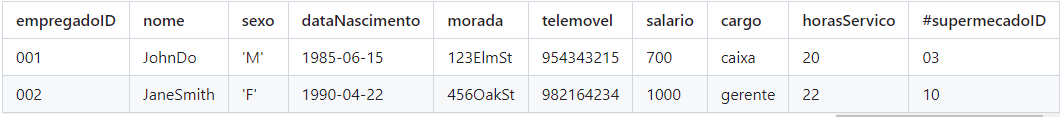 empregadoID nome sexo dataNascimento morada telemovel salario cargo horasServico #supermecadoID
001 JohnDo 'M' 1985-06-15 123ElmSt 954343215 700 caixa 20 03
002 JaneSmith 'F' 1990-04-22 456OakSt 982164234 1000 gerente 22 10